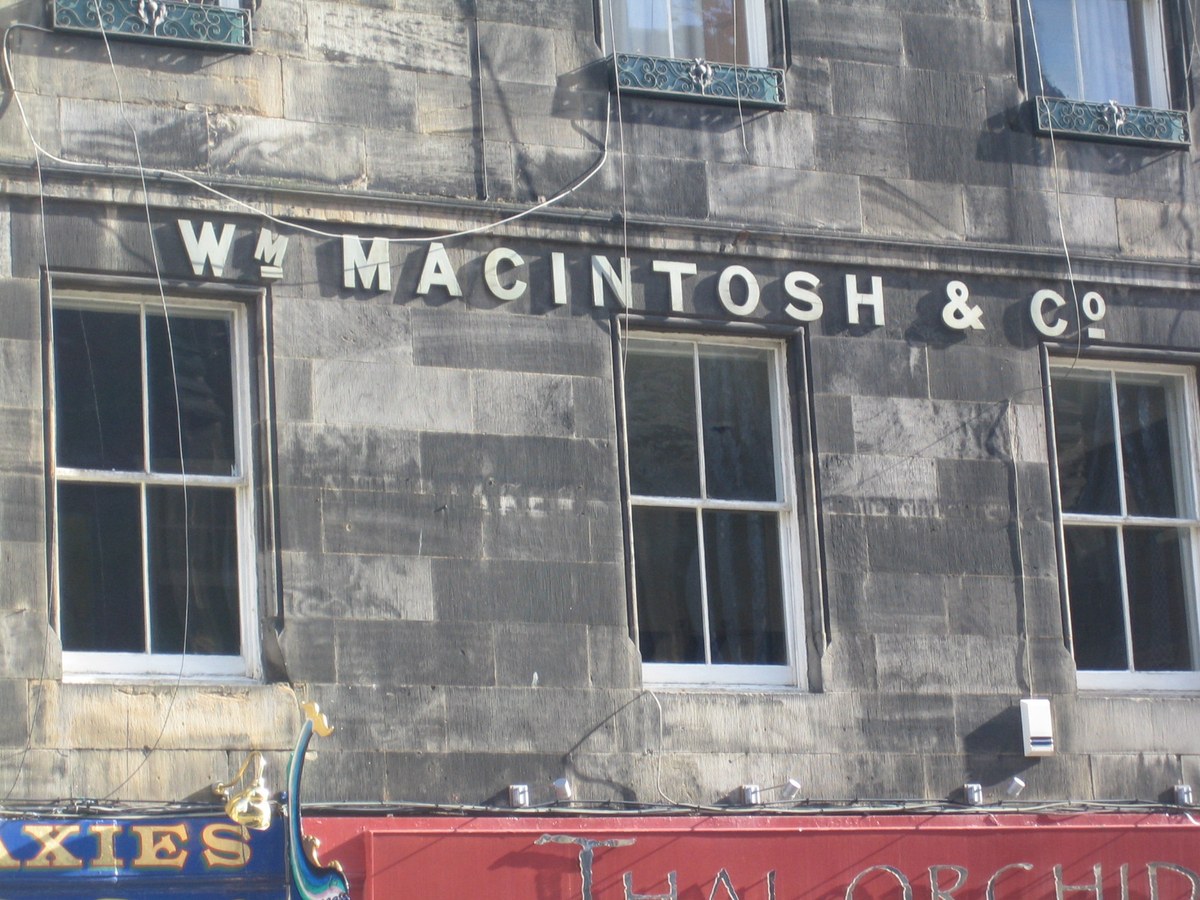 Wᴹ MACINTOSH & Cº
AXIES
THAI ORCHID